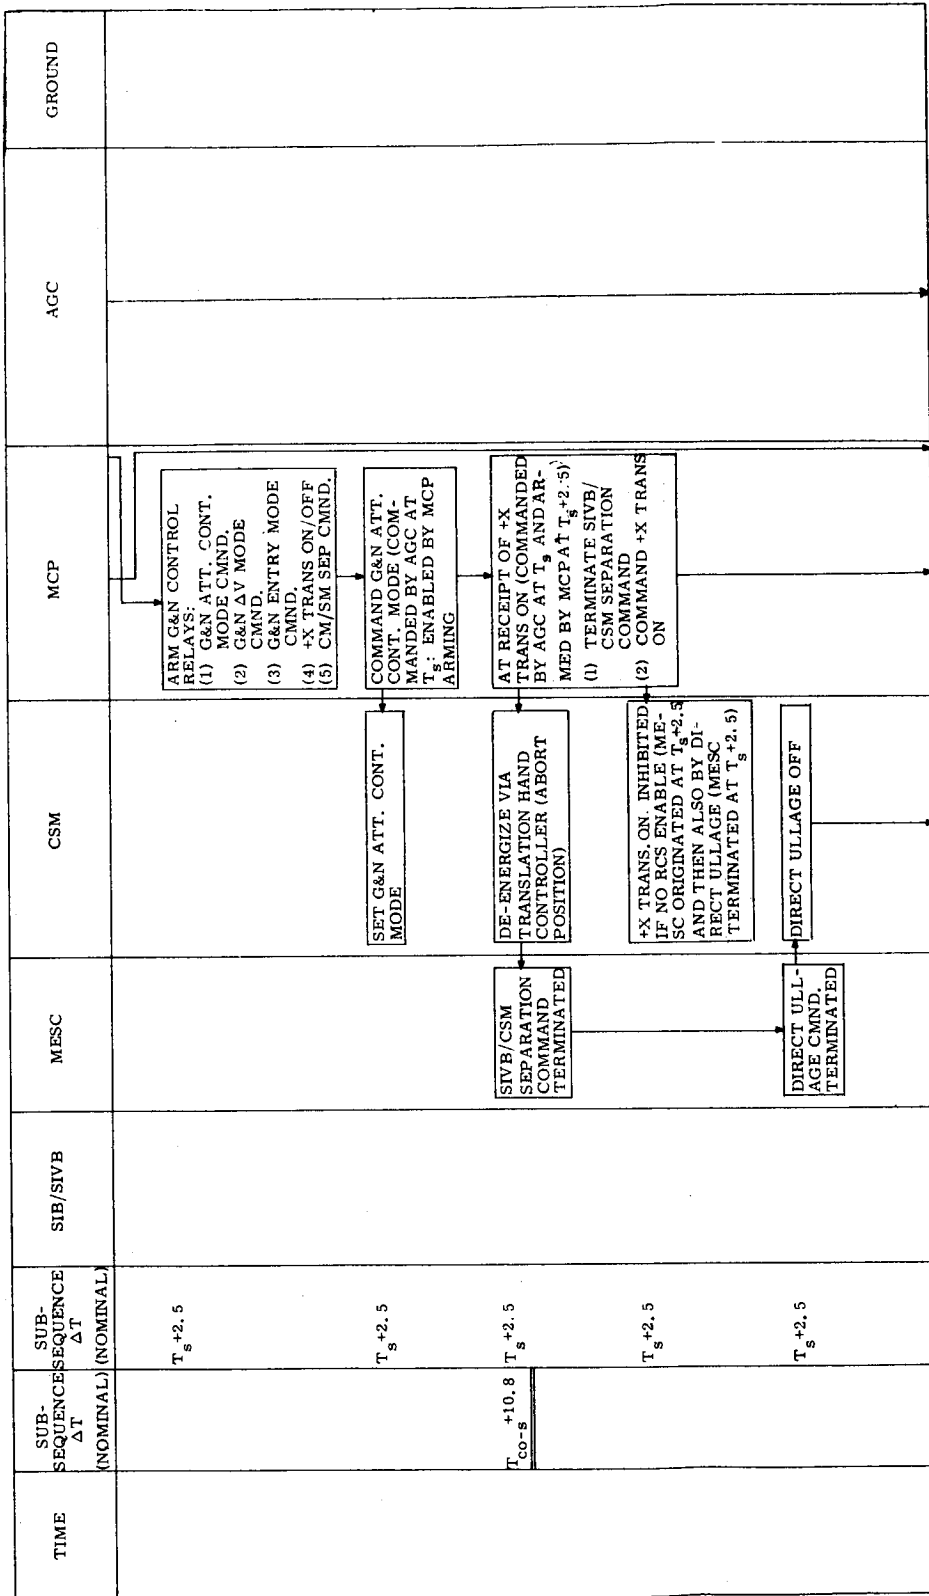 TIME
SUB-
SEQUENCE
ΔT
(NOMINAL)
SUB-
SEQUENCE
ΔT
(NOMINAL)
SIB/SIVB
MESC
CSM
MCP
AGC
GROUND
Ts+2.5
ARM G&N CONTROL
RELAYS:
(1) G&N ATT. CONT.
MODE CMND.
(2) G&N ΔV MODE
CMND.
(3) G&N ENTRY MODE
CMND.
(4) +X TRANS ON/OFF
(5) CM/SM SEP CMND.
Ts+2.5
SET G&N ATT. CONT.
MODE
COMMAND G&N ATT.
CONT. MODE (COM-
MANDED BY AGC AT
Ts: ENABLED BY MCP
ARMING
Tco-s +10.8
Ts+2.5
SIVB/CSM
SEPARATION
COMMAND
TERMINATED
DE-ENERGIZE VIA
TRANSLATION HAND
CONTROLLER (ABORT
POSITION)
AT RECEIPT OF +X
TRANS ON (COMMANDED
BY AGC AT Ts AND AR-
MED BY MCP AT Ts+2.5)
(1) TERMINATE SIVB/
CSM SEPARATION
COMMAND
(2) COMMAND +X TRANS
ON
Ts+2.5
+X TRANS. ON. INHIBITED
IF NO RCS ENABLE (ME-
SC ORIGINATED AT Ts+2.5
AND THEN ALSO BY DI-
RECT ULLAGE (MESC
TERMINATED AT Ts+2.5)
Ts+2.5
DIRECT ULL-
AGE CMND.
TERMINATED
DIRECT ULLAGE OFF